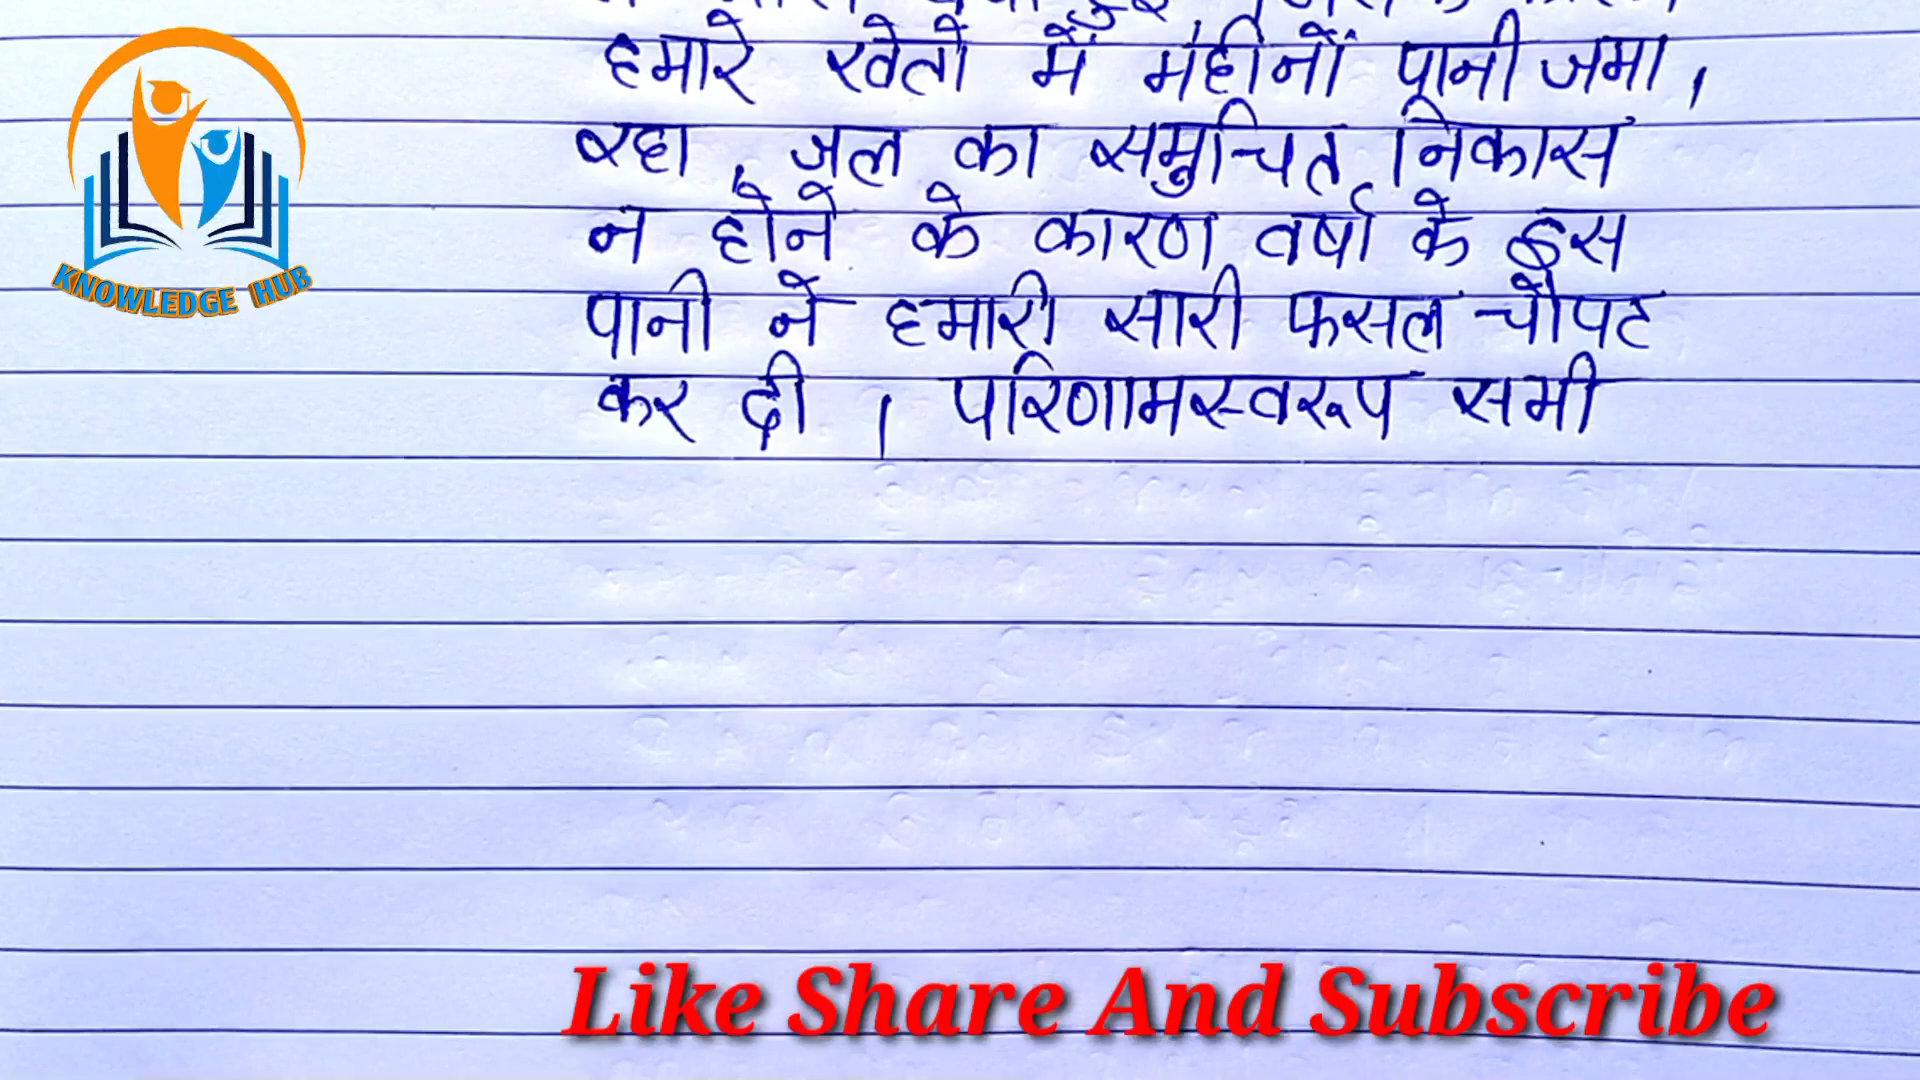 हमारे खेतों में महीनों पानी जमा
रहा, जल का समुचित निकास
न होने के कारण वर्षा के इस
पानी ने हमारी सारी फसल चौपट
कर दी । परिणामस्वरूप सभी
KNOWLEDGE HUB
Like Share And Subscribe